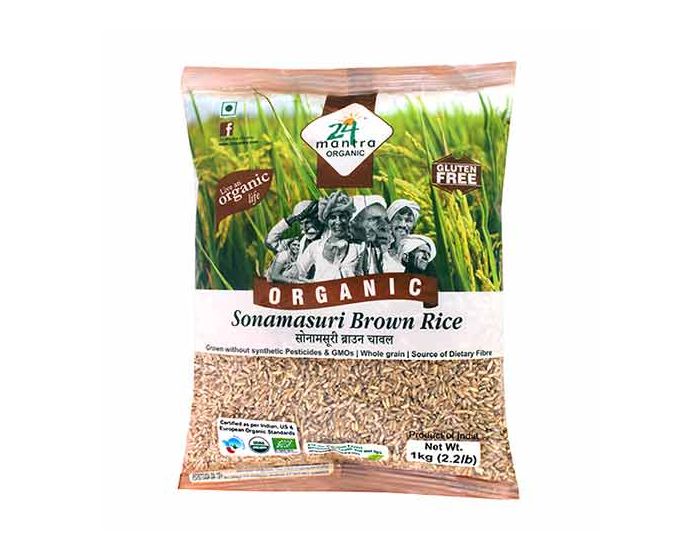 24
mantra
ORGANIC
f
Live an
organic
life
GLUTEN
FREE
ORGANIC
Sonamasuri Brown Rice
सोनामसूरी ब्राउन चावल
Grown without synthetic Pesticides & GMOs | Whole grain | Source of Dietary Fibre
Certified as per Indian, US &
European Organic Standards
USDA
ORGANIC
Product of India
Net Wt.
1kg (2.2lb)